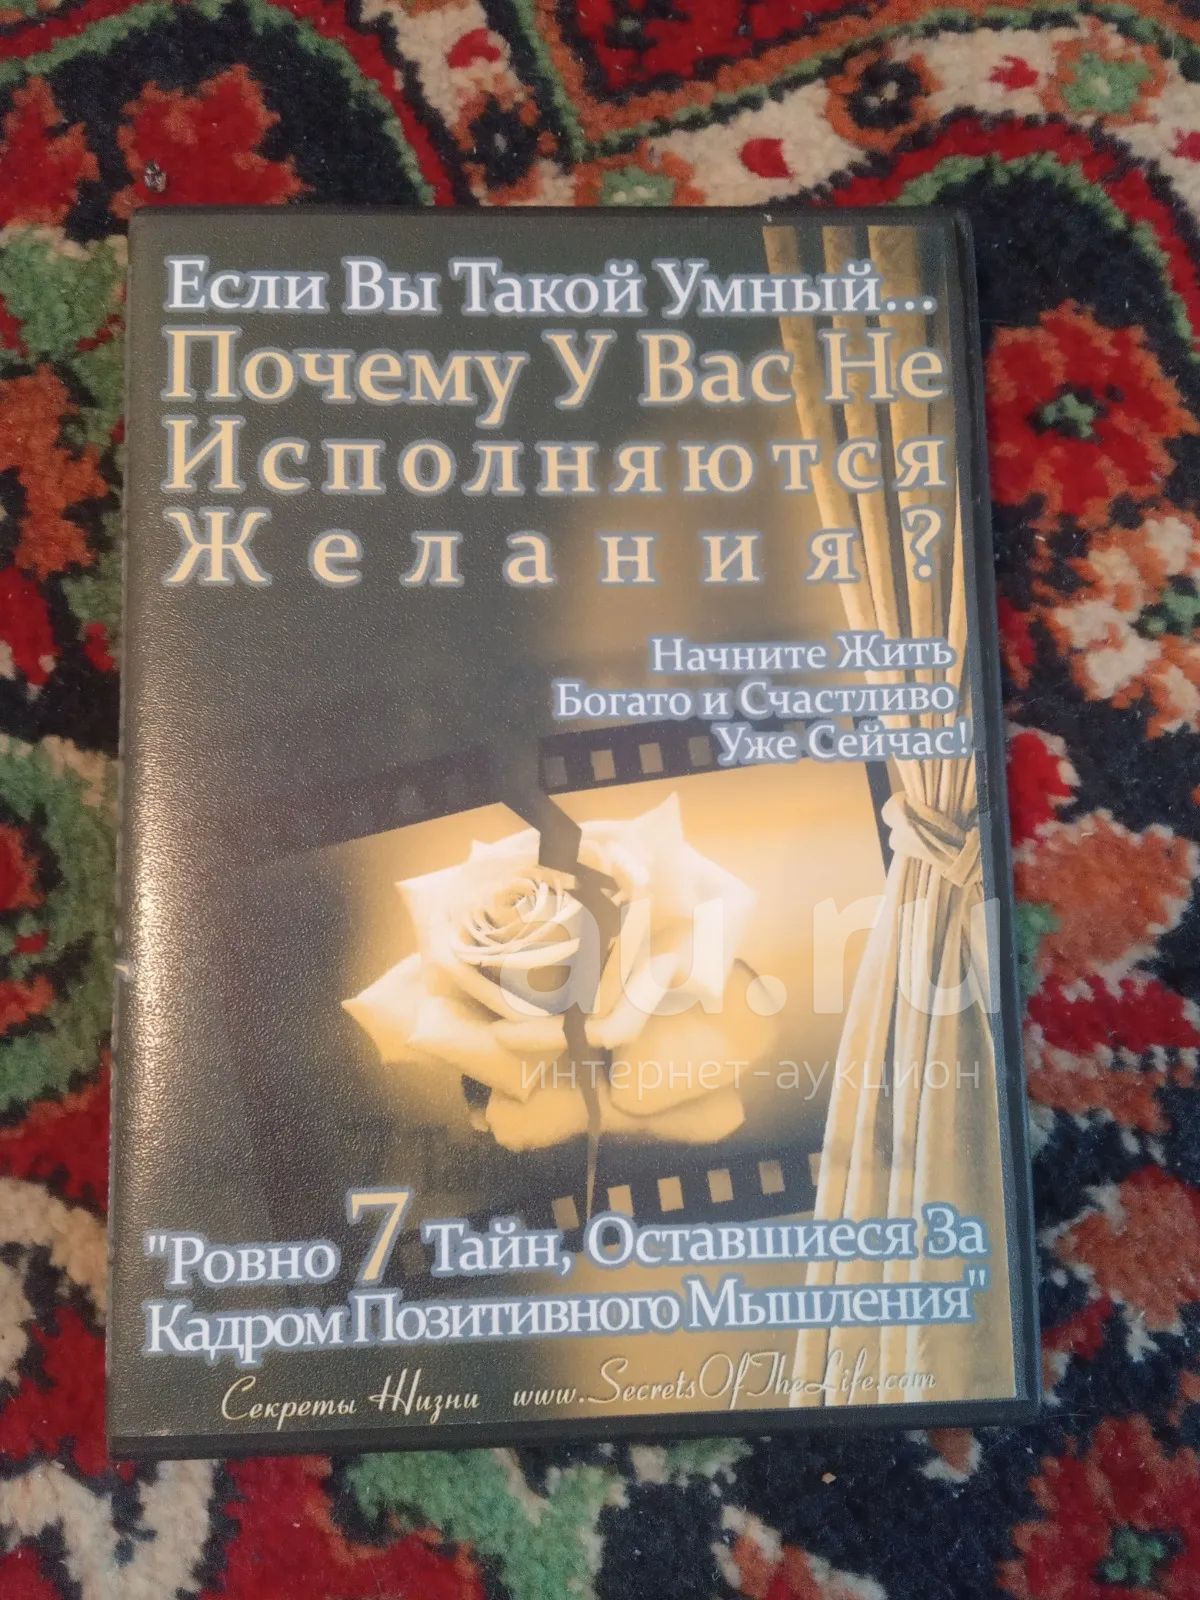 Если Вы Такой Умный...
Почему У Вас Не
Исполняются
Желания?
Начните Жить
Богато и Счастливо
Уже Сейчас!
au.ru
интернет-аукцион
"Ровно 7 Тайн, Оставшиеся За
Кадром Позитивного Мышления"
Секреты Жизни www.SecretsOfTheLife.com